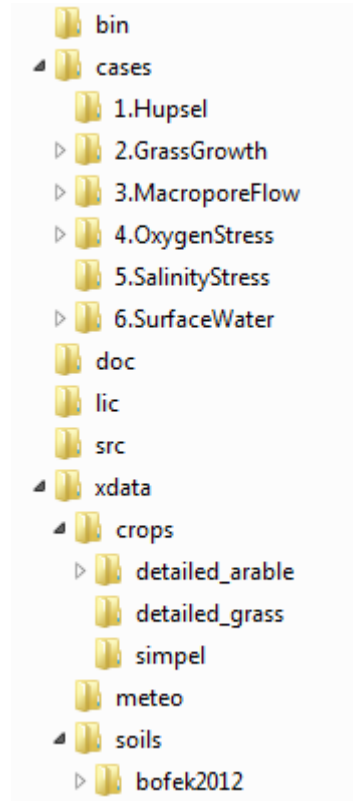 bin
cases
1.Hupsel
2.GrassGrowth
3.MacroporeFlow
4.OxygenStress
5.SalinityStress
6.SurfaceWater
doc
lic
src
xdata
crops
detailed_arable
detailed_grass
simpel
meteo
soils
bofek2012